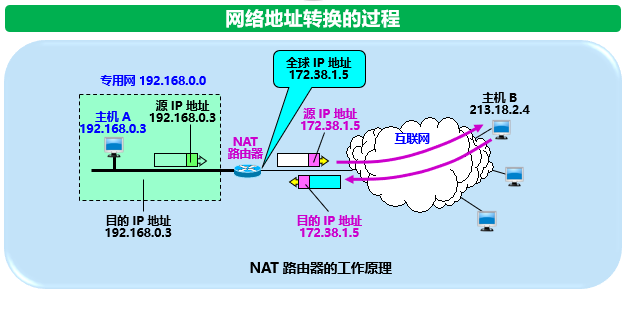 网络地址转换的过程
全球 IP 地址
172.38.1.5
专用网 192.168.0.0
主机 A
192.168.0.3
源 IP 地址
192.168.0.3
NAT
路由器
源 IP 地址
172.38.1.5
互联网
主机 B
213.18.2.4
目的 IP 地址
192.168.0.3
目的 IP 地址
172.38.1.5
NAT 路由器的工作原理